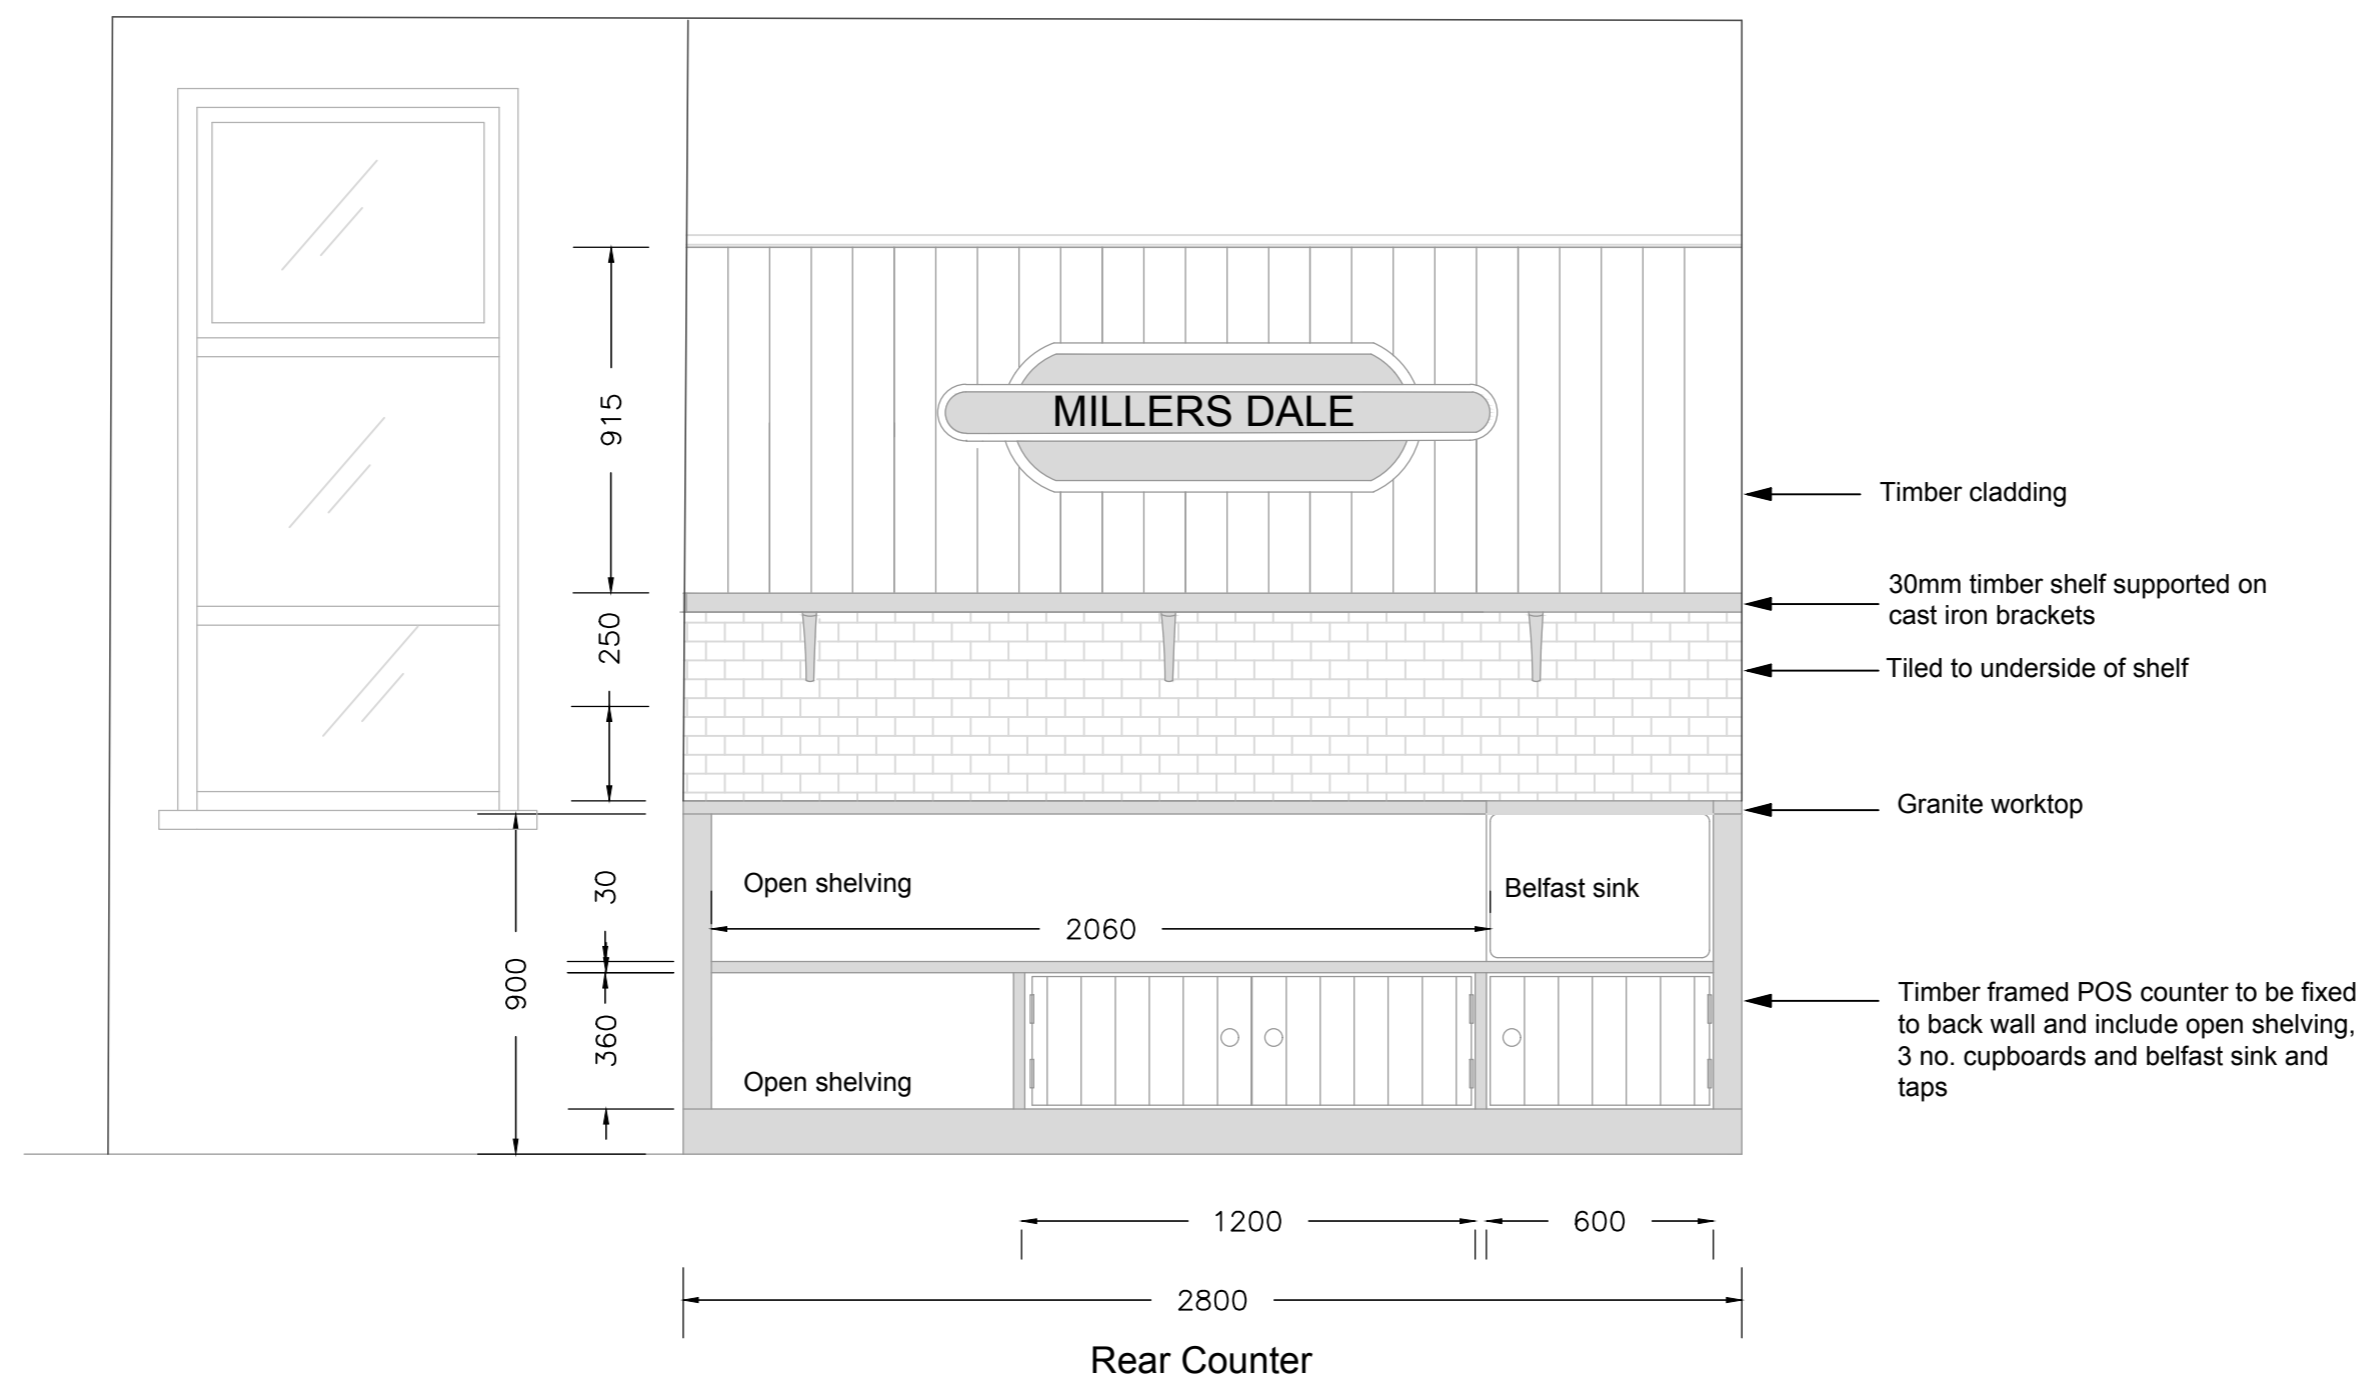 MILLERS DALE
915
Timber cladding
30mm timber shelf supported on
cast iron brackets
250
Tiled to underside of shelf
Granite worktop
30
Open shelving
Belfast sink
2060
900
360
Open shelving
Timber framed POS counter to be fixed
to back wall and include open shelving,
3 no. cupboards and belfast sink and
taps
1200
600
2800
Rear Counter